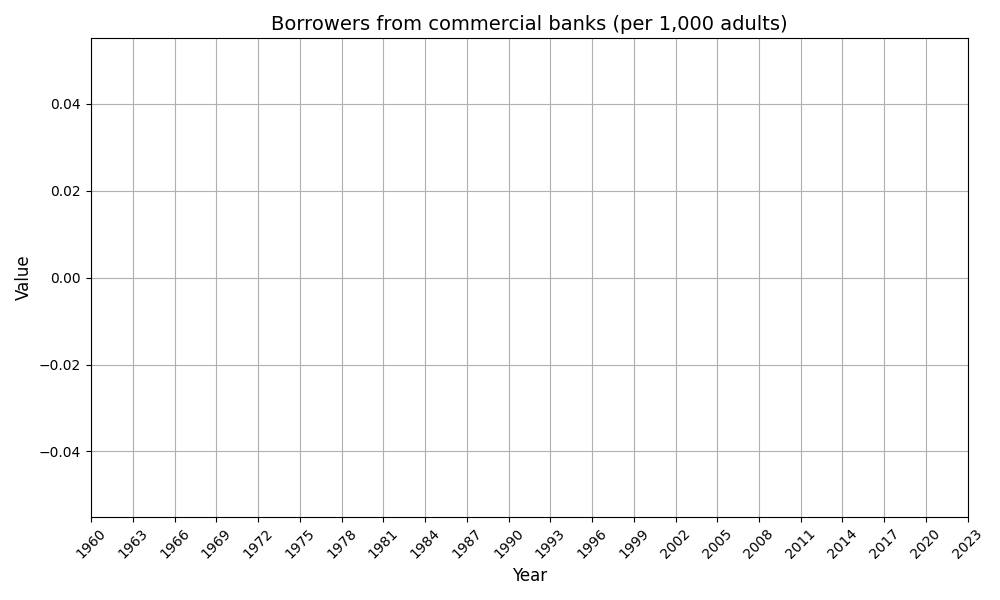 Borrowers from commercial banks (per 1,000 adults)
0.04
0.02
0.00
−0.02
−0.04
Value
1960 1963 1966 1969 1972 1975 1978 1981 1984 1987 1990 1993 1996 1999 2002 2005 2008 2011 2014 2017 2020 2023
Year